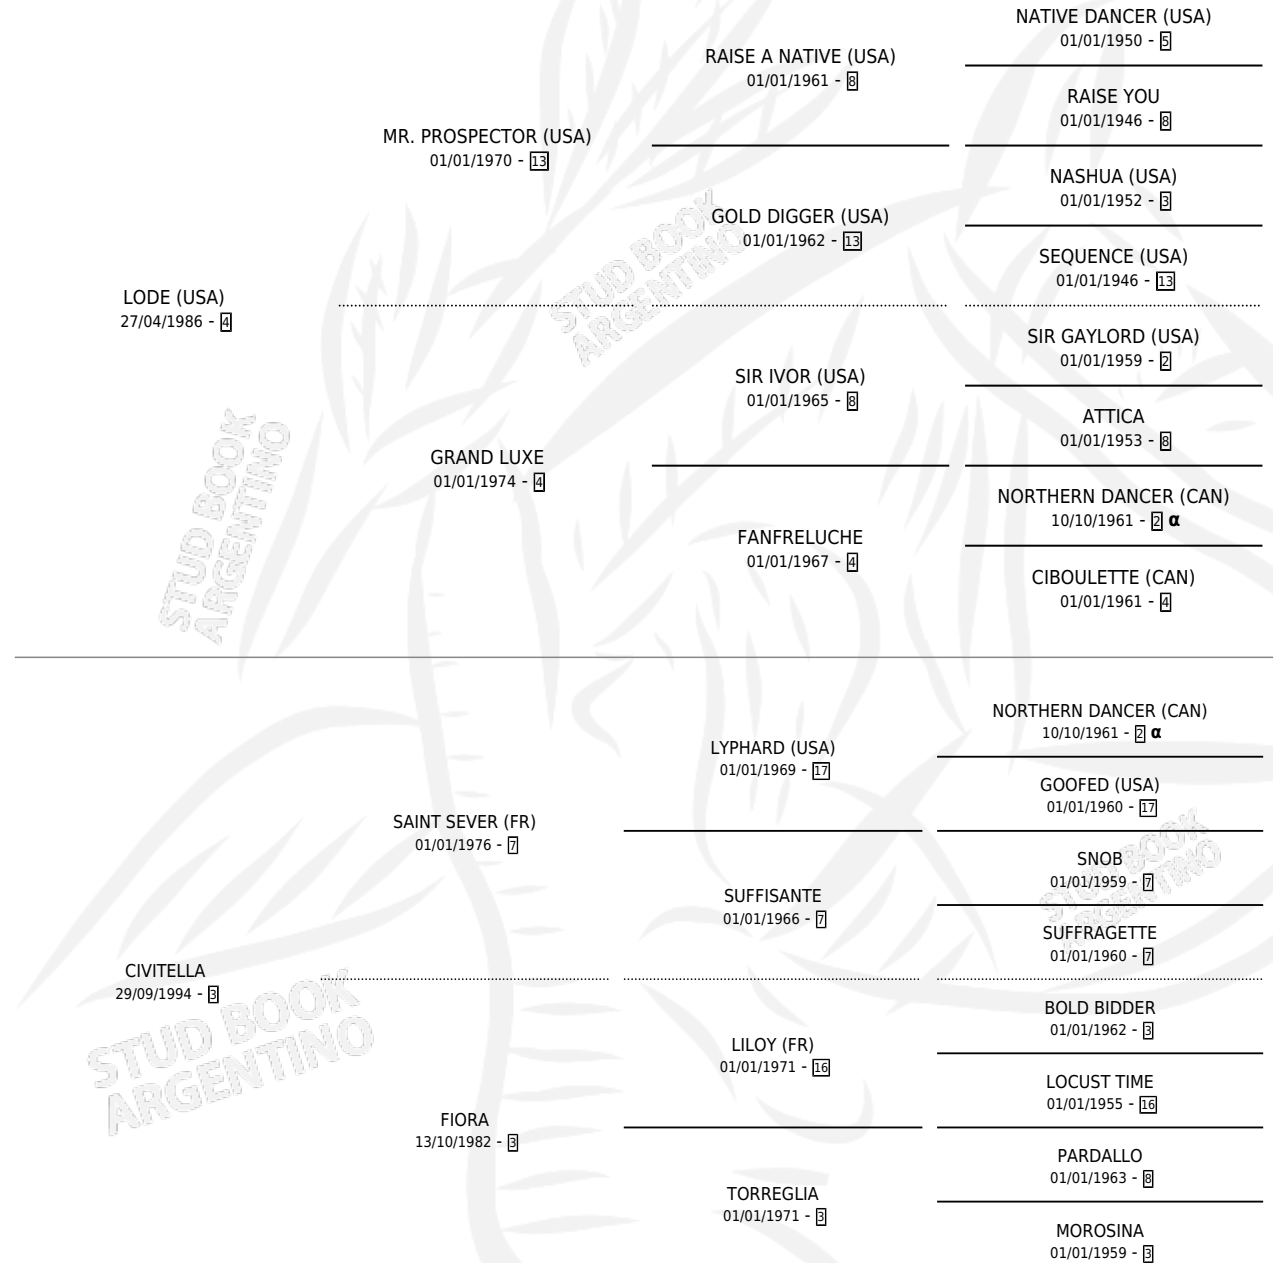 NATIVE DANCER (USA)
01/01/1950 - 5
RAISE A NATIVE (USA)
01/01/1961 - 8
RAISE YOU
01/01/1946 - 8
MR. PROSPECTOR (USA)
01/01/1970 - 13
NASHUA (USA)
01/01/1952 - 3
GOLD DIGGER (USA)
01/01/1962 - 13
SEQUENCE (USA)
01/01/1946 - 13
LODE (USA)
27/04/1986 - 4
STUD BOOK
ARGENTINO
SIR GAYLORD (USA)
01/01/1959 - 2
SIR IVOR (USA)
01/01/1965 - 8
ATTICA
01/01/1953 - 8
GRAND LUXE
01/01/1974 - 4
NORTHERN DANCER (CAN)
10/10/1961 - 2 α
FANFRELUCHE
01/01/1967 - 4
CIBOULETTE (CAN)
01/01/1961 - 4
STUD BOOK
ARGENTINO
NORTHERN DANCER (CAN)
10/10/1961 - 2 α
LYPHARD (USA)
01/01/1969 - 17
GOOFED (USA)
01/01/1960 - 17
SAINT SEVER (FR)
01/01/1976 - 7
SNOB
01/01/1959 - 7
SUFFISANTE
01/01/1966 - 7
SUFFRAGETTE
01/01/1960 - 7
STUD BOOK
ARGENTINO
CIVITELLA
29/09/1994 - 3
BOLD BIDDER
01/01/1962 - 3
LILOY (FR)
01/01/1971 - 16
LOCUST TIME
01/01/1955 - 16
STUD BOOK
ARGENTINO
FIORA
13/10/1982 - 3
PARDALLO
01/01/1963 - 8
TORREGLIA
01/01/1971 - 3
MOROSINA
01/01/1959 - 3